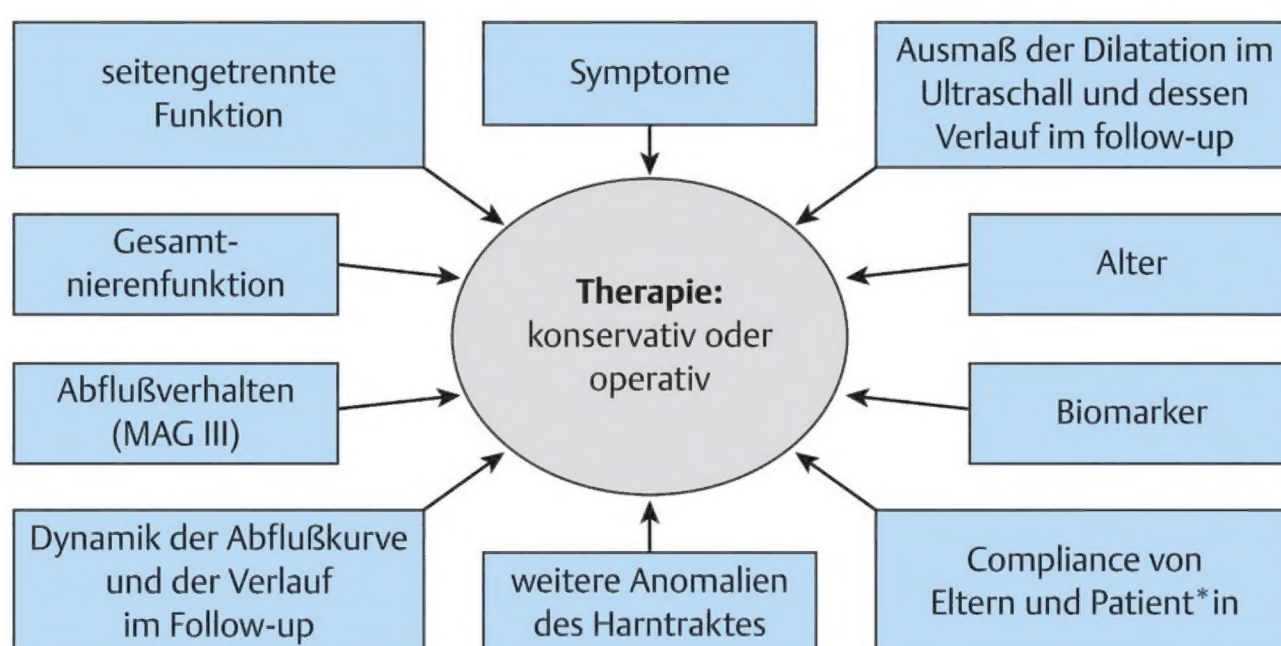 seitengetrennte
Funktion
Symptome
Ausmaß der Dilatation im
Ultraschall und dessen
Verlauf im follow-up
Gesamt-
nierenfunktion
Therapie:
konservativ oder
operativ
Alter
Abflußverhalten
(MAG III)
Biomarker
Dynamik der Abflußkurve
und der Verlauf
im Follow-up
weitere Anomalien
des Harntraktes
Compliance von
Eltern und Patient*in